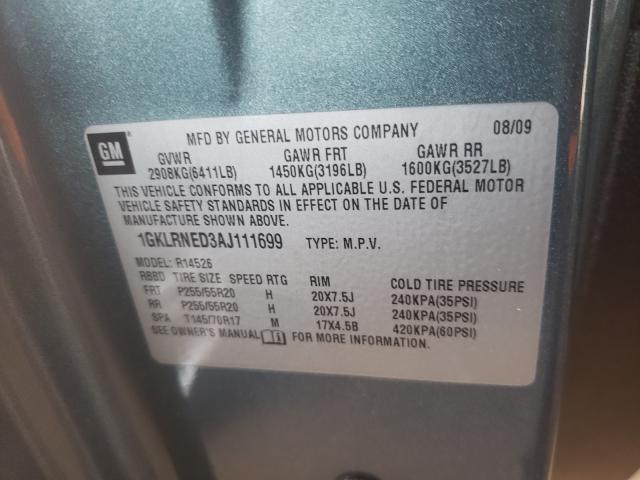 GM
MFD BY GENERAL MOTORS COMPANY 08/09
GVWR GAWR FRT GAWR RR
2908KG(6411LB) 1450KG(3196LB) 1600KG(3527LB)
THIS VEHICLE CONFORMS TO ALL APPLICABLE U.S. FEDERAL MOTOR
VEHICLE SAFETY STANDARDS IN EFFECT ON THE DATE OF
MANUFACTURE SHOWN ABOVE.
1GKLRNED3AJ111699 TYPE: M.P.V.
MODEL: R14526
RBBD TIRE SIZE SPEED RTG RIM COLD TIRE PRESSURE
FRT P255/55R20 H 20X7.5J 240KPA(35PSI)
RR P255/55R20 H 20X7.5J 240KPA(35PSI)
SPA T145/70R17 M 17X4.5B 420KPA(60PSI)
SEE OWNER'S MANUAL FOR MORE INFORMATION.